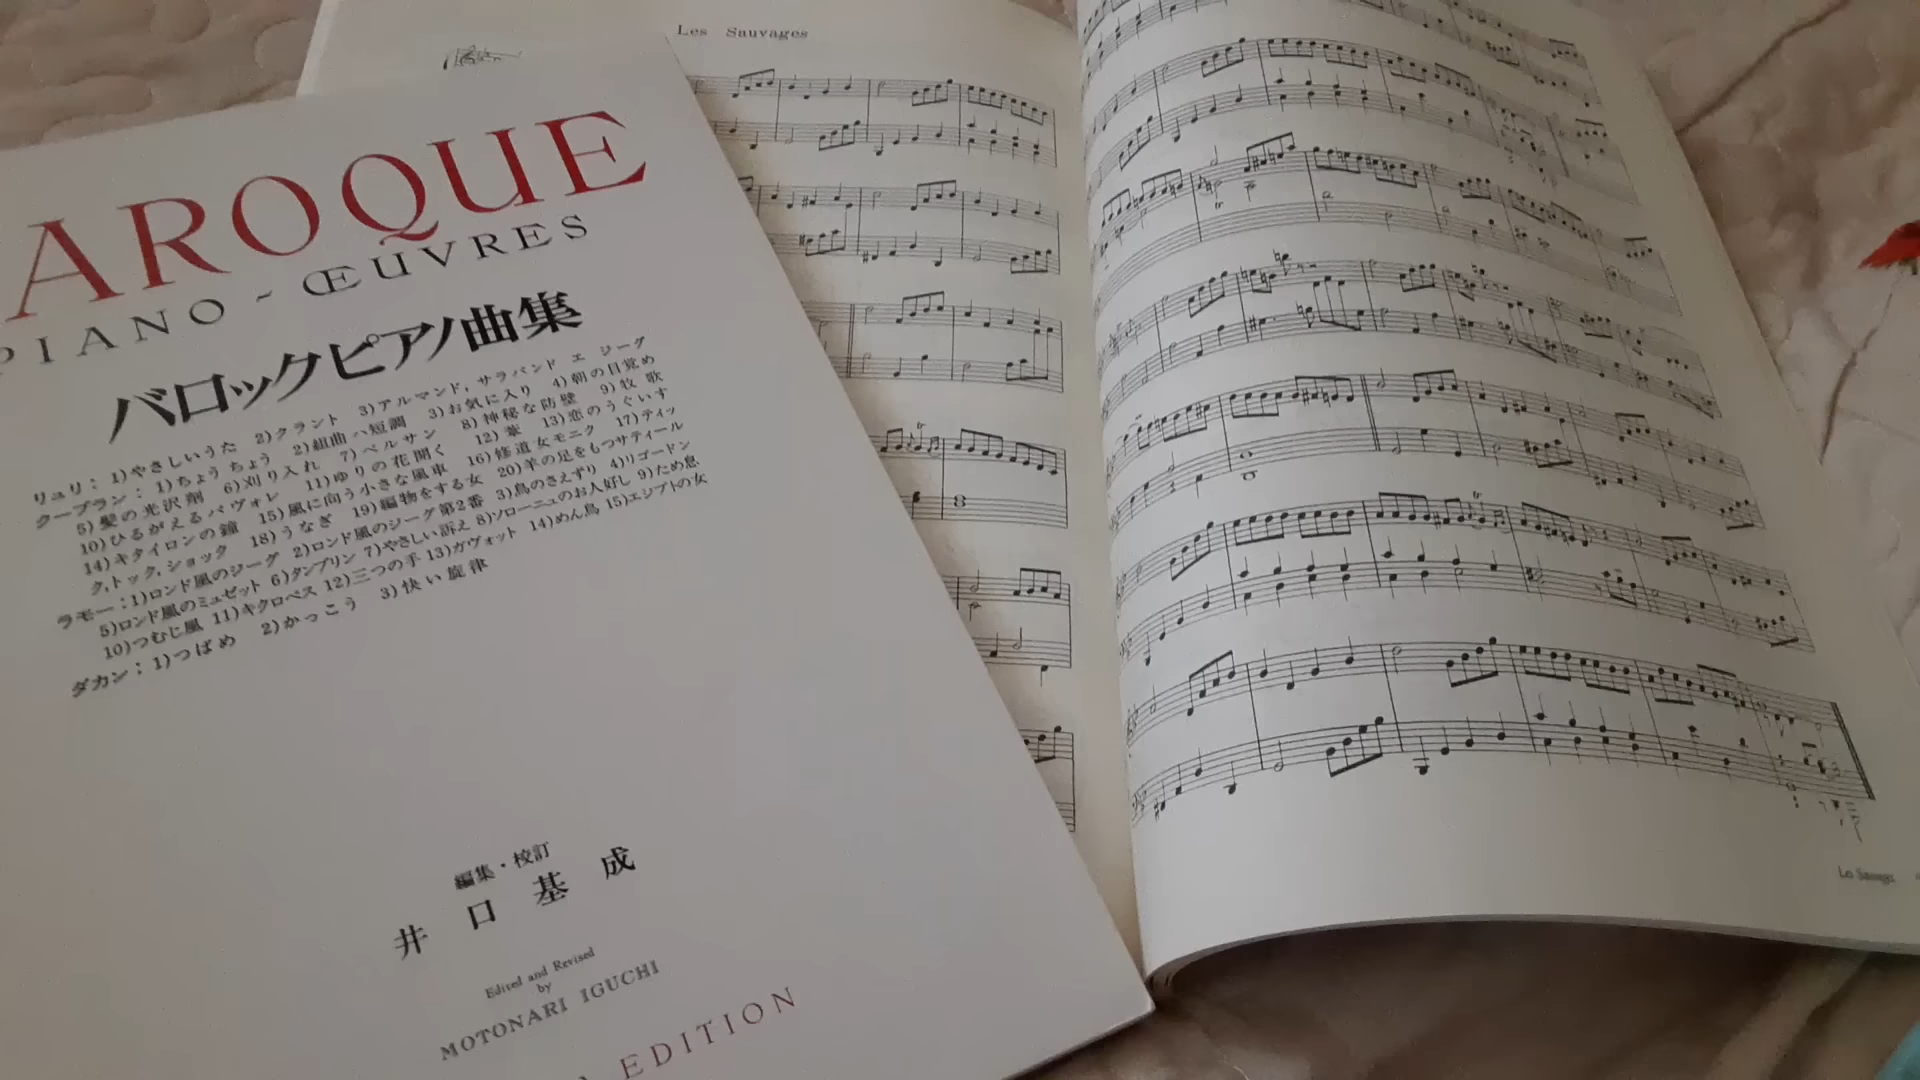 Les Sauvages
AROQUE
PIANO - ŒUVRES
バロックピアノ曲集
リュリ：1)やさしいうた 2)クラント 3)アルマンド,サラバンド エ ジーグ
クープラン：1)ちょうちょう 2)組曲 ハ短調 3)お気に入り 4)朝の目覚め
5)髪の光沢剤 6)刈り入れ 7)ベルサン 8)神秘な防壁 9)牧歌
10)ひるがえるバヴォレ 11)ゆりの花開く 12)葦 13)恋のうぐいす
14)キタイロンの鐘 15)風に向う小さな風車 16)修道女モニク 17)ティッ
ク,トック,ショック 18)うなぎ 19)編物をする女 20)羊の足をもつサティール
ラモー：1)ロンド風のジーグ 2)ロンド風のジーグ第2番 3)鳥のさえずり 4)リゴードン
5)ロンド風のミュゼット 6)タンブリン 7)やさしい訴え 8)ソローニュのお人好し 9)ため息
10)つむじ風 11)キクロペス 12)三つの手 13)ガヴォット 14)めん鳥 15)エジプトの女
ダカン：1)つばめ 2)かっこう 3)快い旋律
編集・校訂
井口基成
Edited and Revised
by
MOTONARI IGUCHI
EDITION
Les Sauvages